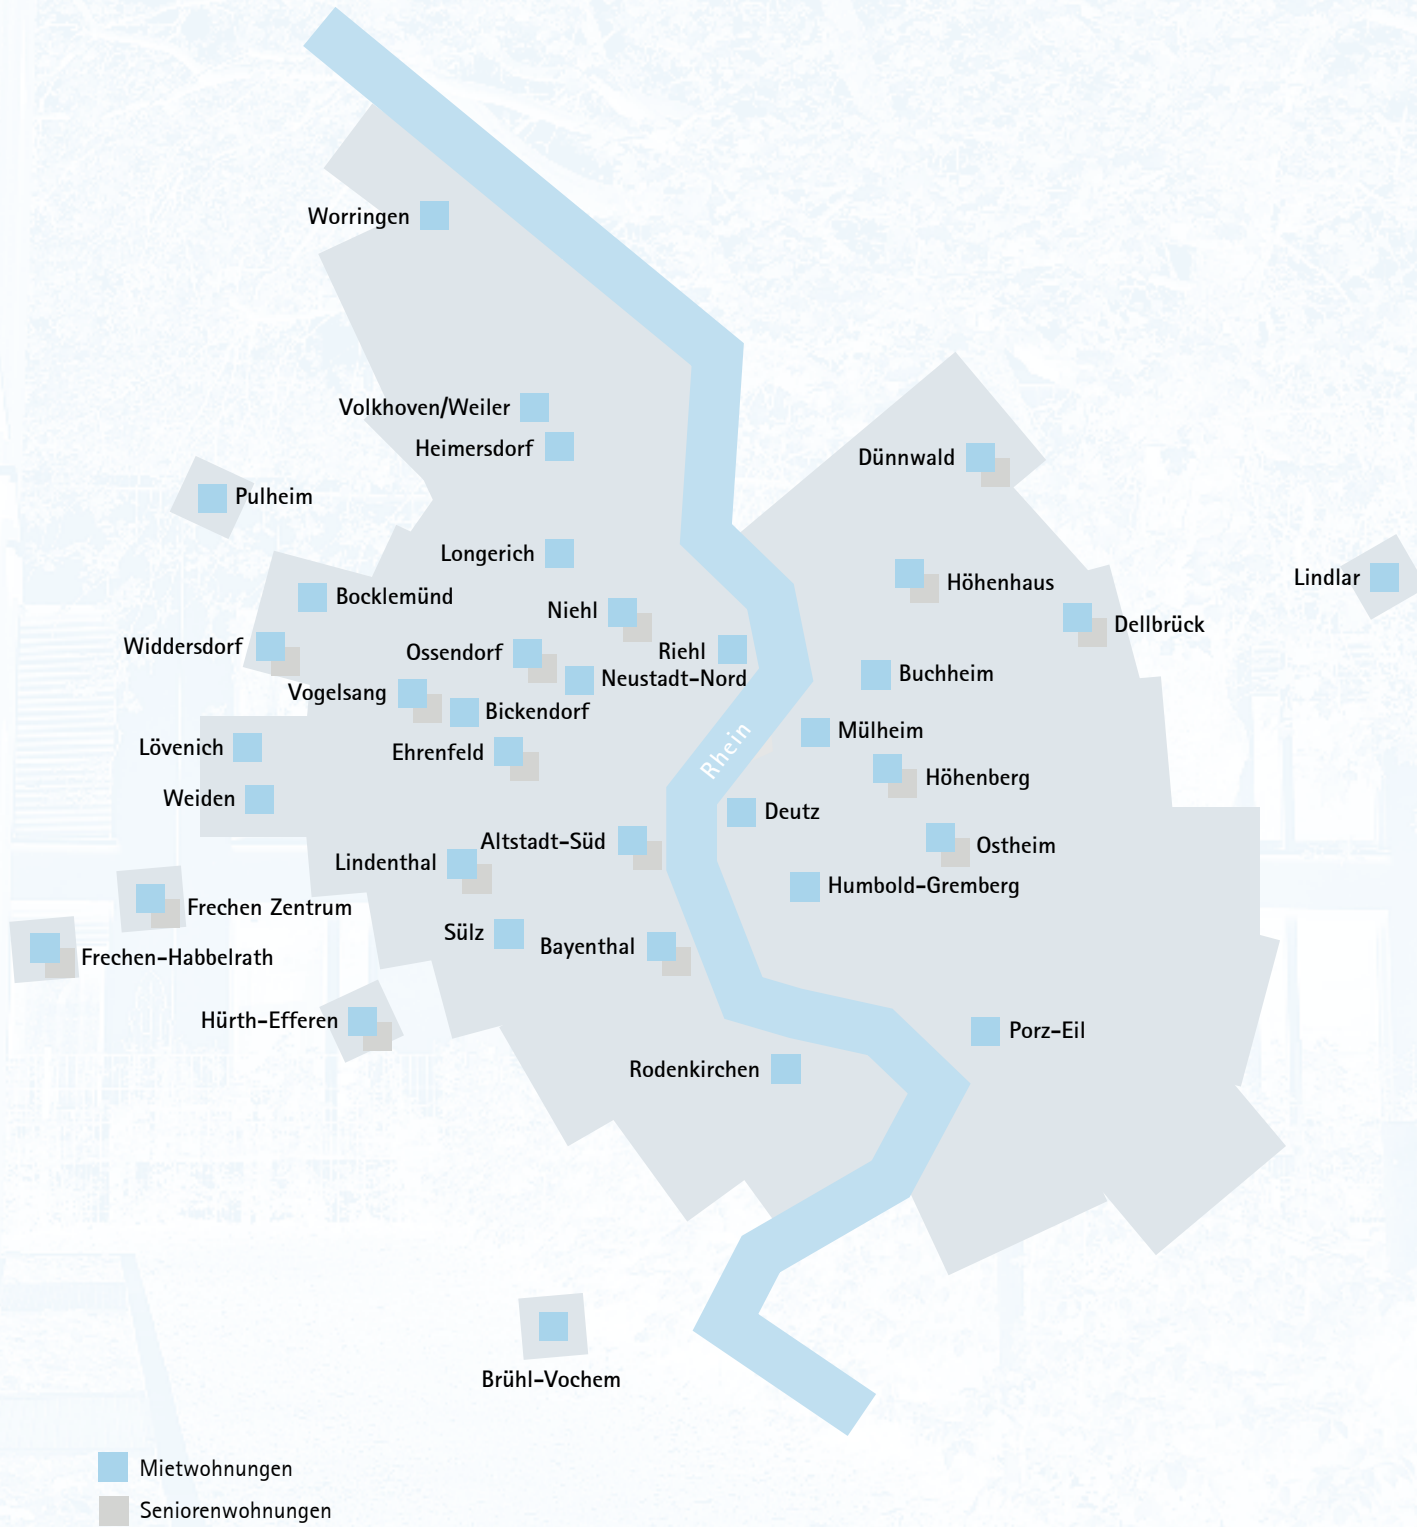 Worringen
Volkhoven/Weiler
Heimersdorf
Dünnwald
Pulheim
Longerich
Lindlar
Höhenhaus
Bocklemünd
Niehl
Dellbrück
Widdersdorf
Ossendorf
Riehl
Buchheim
Neustadt-Nord
Vogelsang
Bickendorf
Mülheim
Lövenich
Ehrenfeld
Rhein
Höhenberg
Weiden
Deutz
Altstadt-Süd
Ostheim
Lindenthal
Humbold-Gremberg
Frechen Zentrum
Sülz
Bayenthal
Frechen-Habbelrath
Hürth-Efferen
Porz-Eil
Rodenkirchen
Brühl-Vochem
Mietwohnungen
Seniorenwohnungen